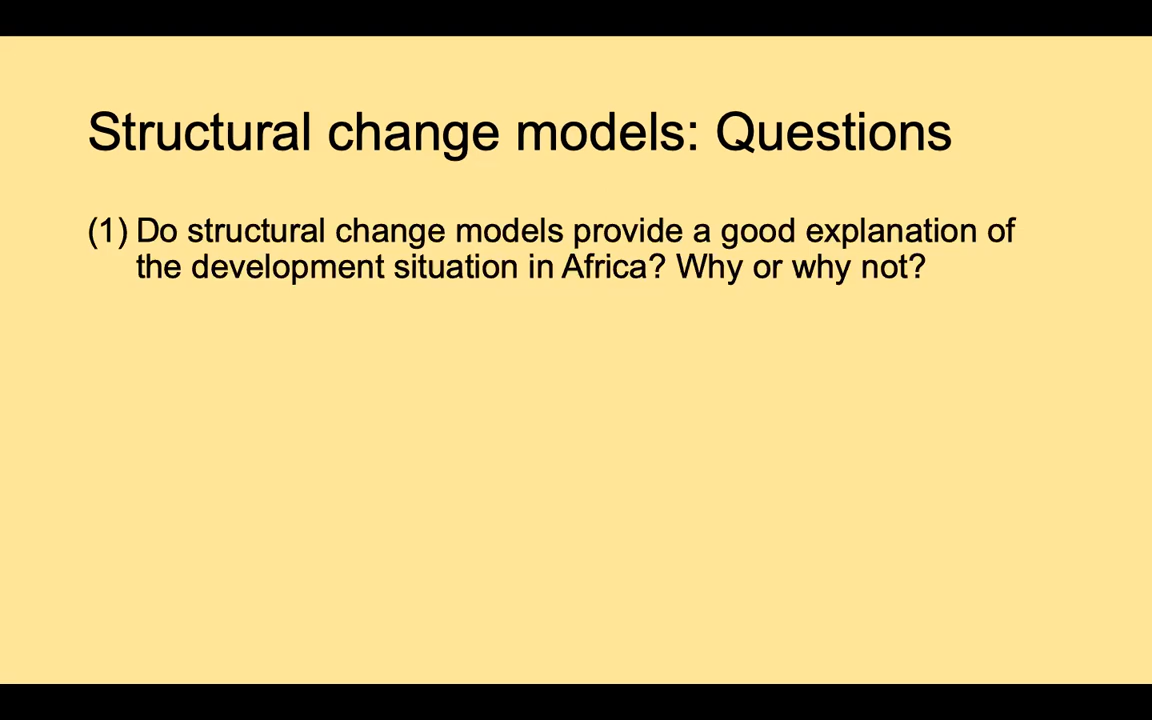 Structural change models: Questions
(1) Do structural change models provide a good explanation of
the development situation in Africa? Why or why not?